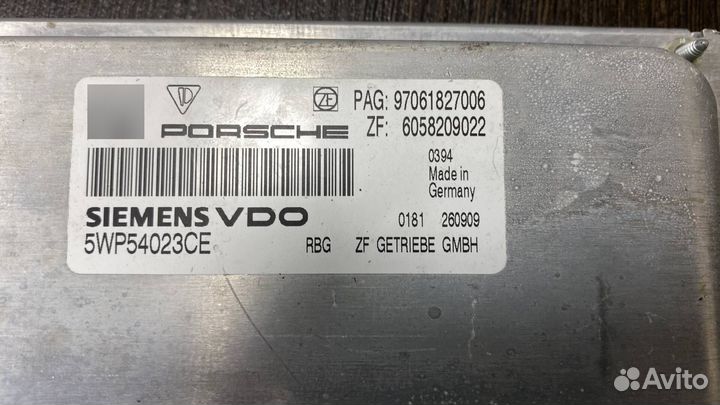 ZF PAG: 97061827006
PORSCHE ZF: 6058209022
0394
Made in
Germany
SIEMENS VDO 0181 260909
5WP54023CE RBG ZF GETRIEBE GMBH
Avito